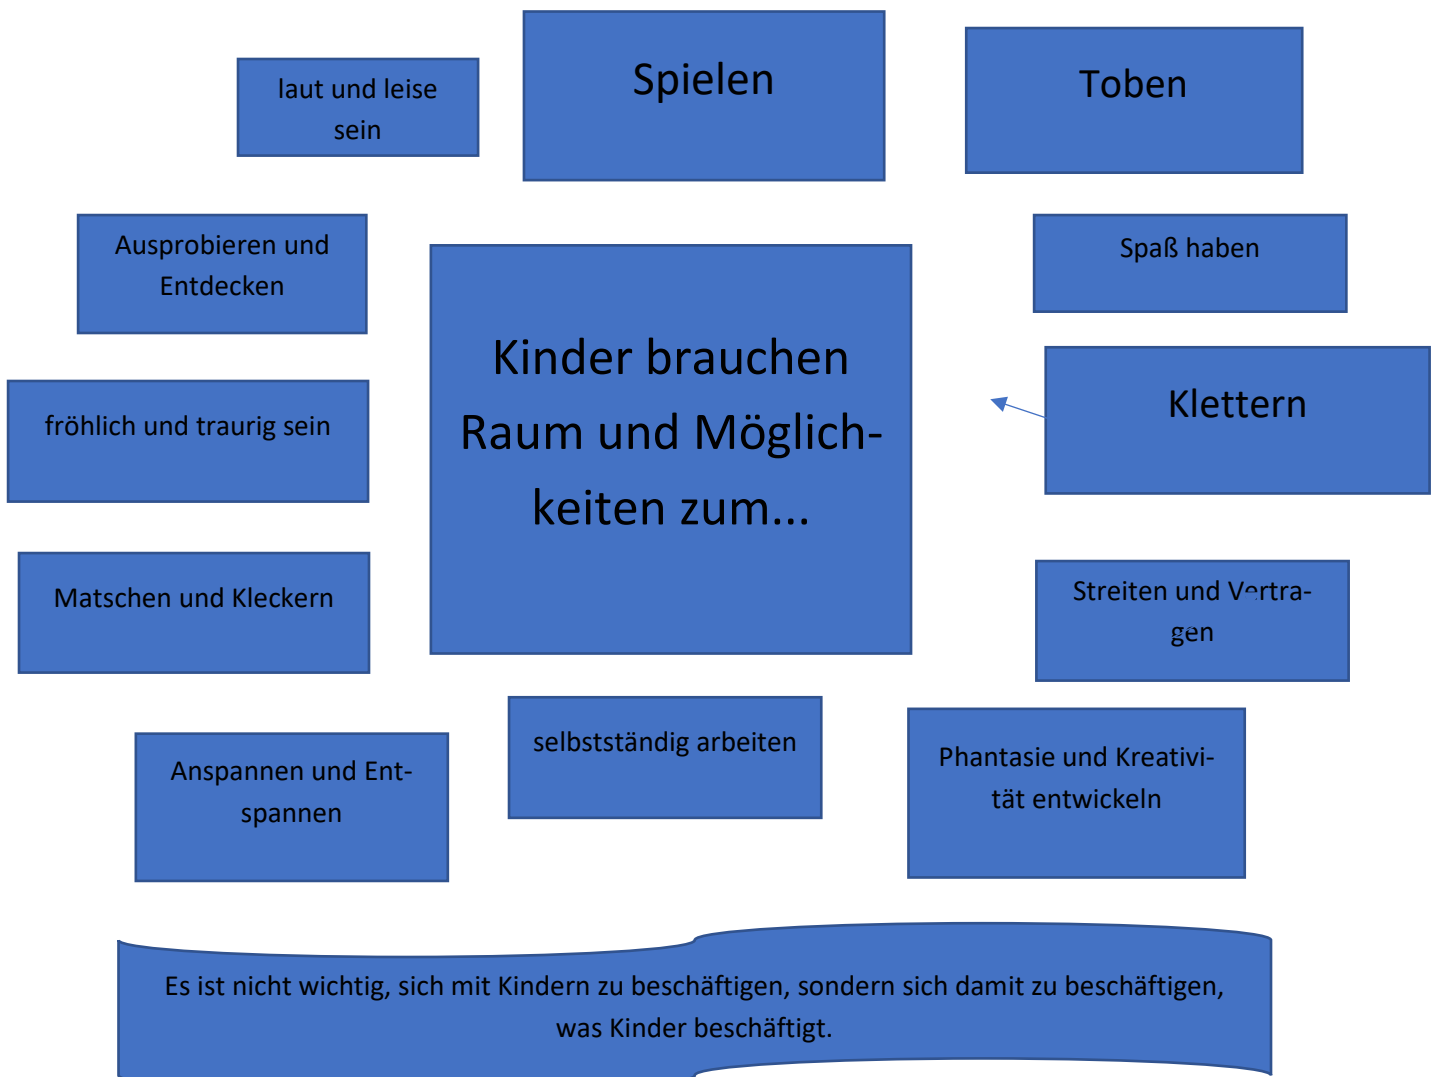 Spielen
Toben
laut und leise
sein
Ausprobieren und
Entdecken
Spaß haben
Kinder brauchen
Raum und Möglich-
keiten zum...
Klettern
fröhlich und traurig sein
Matschen und Kleckern
Streiten und Vertra-
gen
selbstständig arbeiten
Anspannen und Ent-
spannen
Phantasie und Kreativi-
tät entwickeln
Es ist nicht wichtig, sich mit Kindern zu beschäftigen, sondern sich damit zu beschäftigen,
was Kinder beschäftigt.